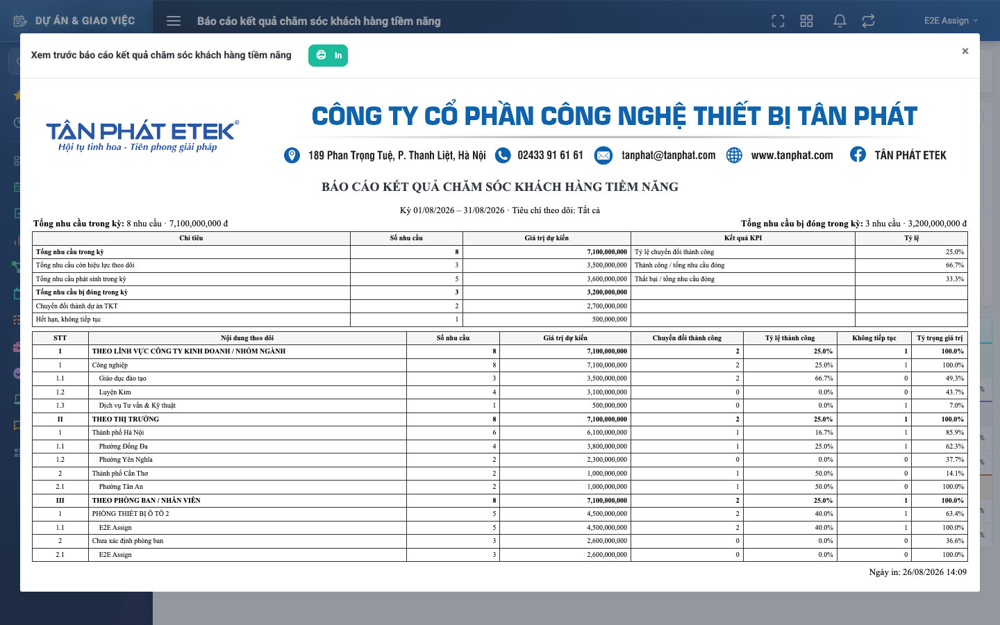 DỰ ÁN & GIAO VIỆC
Báo cáo kết quả chăm sóc khách hàng tiềm năng
E2E Assign
Xem trước báo cáo kết quả chăm sóc khách hàng tiềm năng
In
×
TÂN PHÁT ETEK®
Hội tụ tinh hoa - Tiên phong giải pháp
CÔNG TY CỔ PHẦN CÔNG NGHỆ THIẾT BỊ TÂN PHÁT
189 Phan Trọng Tuệ, P. Thanh Liệt, Hà Nội 02433 91 61 61 tanphat@tanphat.com www.tanphat.com TÂN PHÁT ETEK
BÁO CÁO KẾT QUẢ CHĂM SÓC KHÁCH HÀNG TIỀM NĂNG
Kỳ 01/08/2026 – 31/08/2026 · Tiêu chí theo dõi: Tất cả
Tổng nhu cầu trong kỳ: 8 nhu cầu · 7,100,000,000 đ
Tổng nhu cầu bị đóng trong kỳ: 3 nhu cầu · 3,200,000,000 đ
Chỉ tiêu Số nhu cầu Giá trị dự kiến Kết quả KPI Tỷ lệ
Tổng nhu cầu trong kỳ 8 7,100,000,000 Tỷ lệ chuyển đổi thành công 25.0%
Tổng nhu cầu còn hiệu lực theo dõi 3 3,500,000,000 Thành công / tổng nhu cầu đóng 66.7%
Tổng nhu cầu phát sinh trong kỳ 5 3,600,000,000 Thất bại / tổng nhu cầu đóng 33.3%
Tổng nhu cầu bị đóng trong kỳ 3 3,200,000,000
Chuyển đổi thành dự án TKT 2 2,700,000,000
Hết hạn, không tiếp tục 1 500,000,000
STT Nội dung theo dõi Số nhu cầu Giá trị dự kiến Chuyển đổi thành công Tỷ lệ thành công Không tiếp tục Tỷ trọng giá trị
I THEO LĨNH VỰC CÔNG TY KINH DOANH / NHÓM NGÀNH 8 7,100,000,000 2 25.0% 1 100.0%
1 Công nghiệp 8 7,100,000,000 2 25.0% 1 100.0%
1.1 Giáo dục đào tạo 3 3,500,000,000 2 66.7% 0 49.3%
1.2 Luyện Kim 4 3,100,000,000 0 0.0% 0 43.7%
1.3 Dịch vụ Tư vấn & Kỹ thuật 1 500,000,000 0 0.0% 1 7.0%
II THEO THỊ TRƯỜNG 8 7,100,000,000 2 25.0% 1 100.0%
1 Thành phố Hà Nội 6 6,100,000,000 1 16.7% 1 85.9%
1.1 Phường Đống Đa 4 3,800,000,000 1 25.0% 1 62.3%
1.2 Phường Yên Nghĩa 2 2,300,000,000 0 0.0% 0 37.7%
2 Thành phố Cần Thơ 2 1,000,000,000 1 50.0% 0 14.1%
2.1 Phường Tân An 2 1,000,000,000 1 50.0% 0 100.0%
III THEO PHÒNG BAN / NHÂN VIÊN 8 7,100,000,000 2 25.0% 1 100.0%
1 PHÒNG THIẾT BỊ Ô TÔ 2 5 4,500,000,000 2 40.0% 1 63.4%
1.1 E2E Assign 5 4,500,000,000 2 40.0% 1 100.0%
2 Chưa xác định phòng ban 3 2,600,000,000 0 0.0% 0 36.6%
2.1 E2E Assign 3 2,600,000,000 0 0.0% 0 100.0%
Ngày in: 26/08/2026 14:09